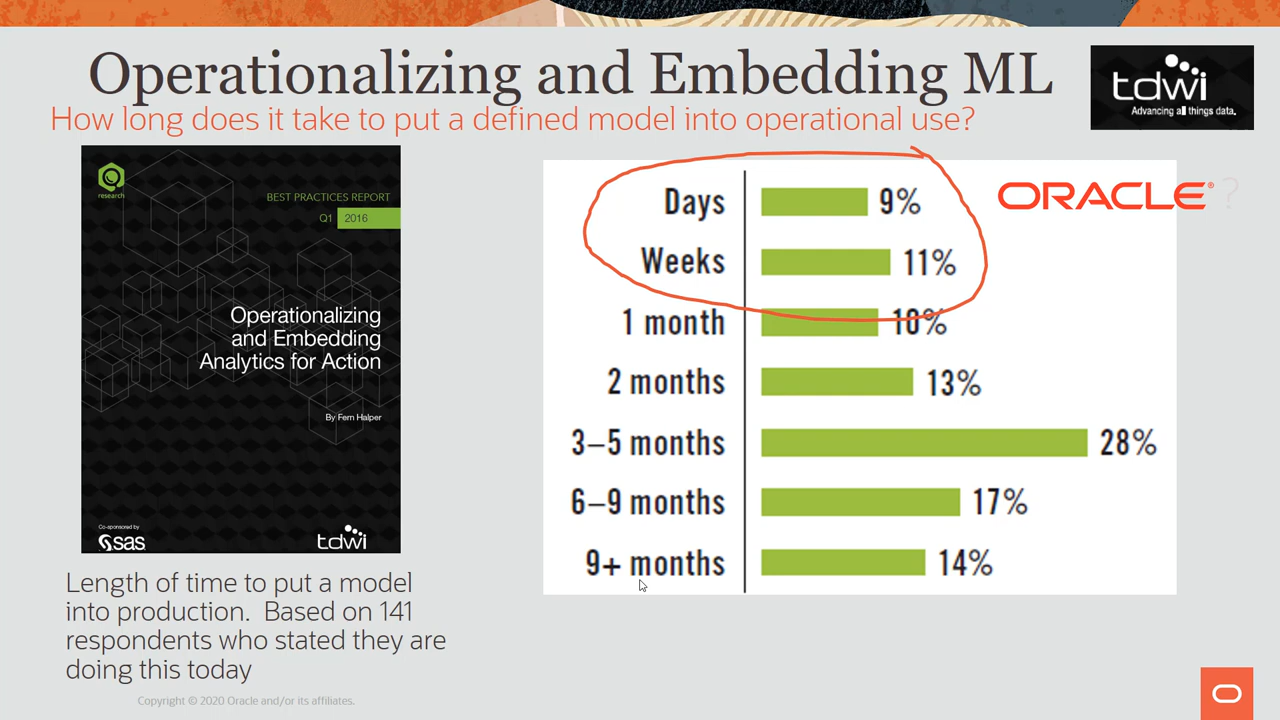 Operationalizing and Embedding ML
How long does it take to put a defined model into operational use?
tdwi
Advancing all things data.
research
BEST PRACTICES REPORT
Q1 2016
Operationalizing
and Embedding
Analytics for Action
By Fern Halper
Co-sponsored by
sas
tdwi
Length of time to put a model
into production. Based on 141
respondents who stated they are
doing this today
Days 9%
Weeks 11%
1 month 10%
2 months 13%
3–5 months 28%
6–9 months 17%
9+ months 14%
ORACLE® ?
Copyright © 2020 Oracle and/or its affiliates.